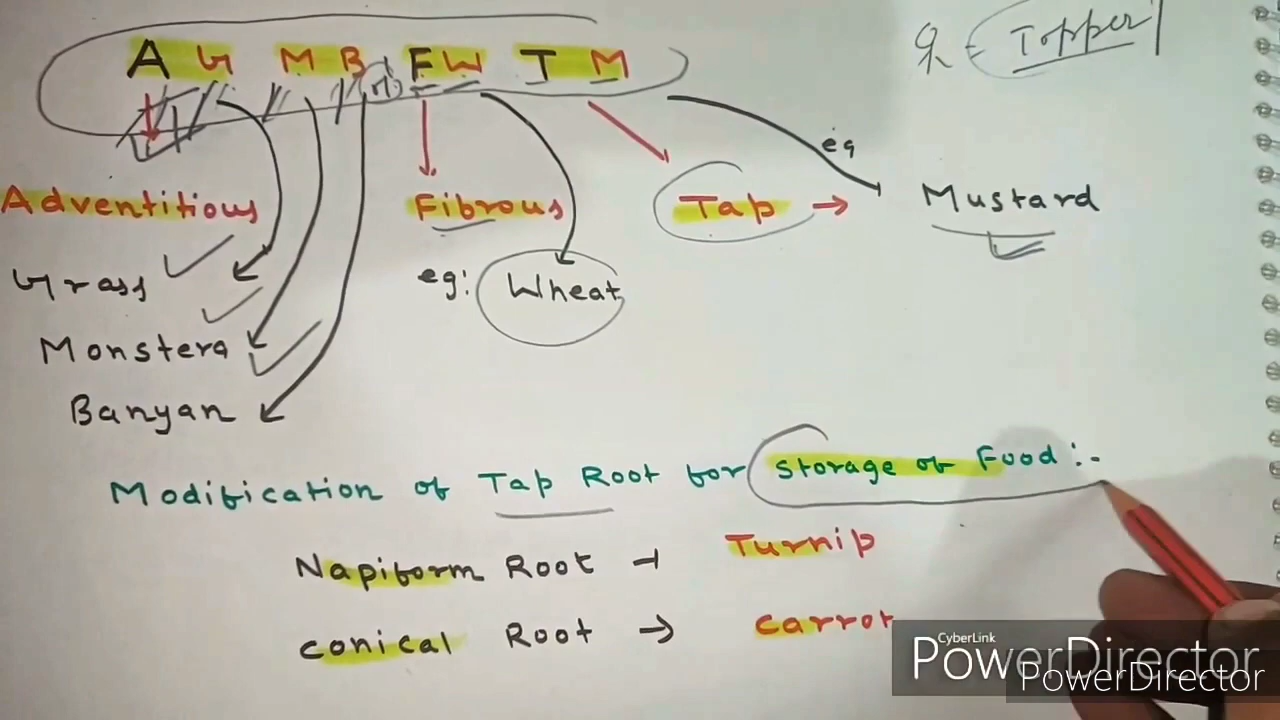 A G M B F W T M
= Topper
eg
Adventitious Fibrous Tap → Mustard
Grass eg: Wheat
Monstera
Banyan
Modification of Tap Root for Storage of Food :-
Napiform Root → Turnip
conical Root → carrot
CyberLink
PowerDirector
PowerDirector